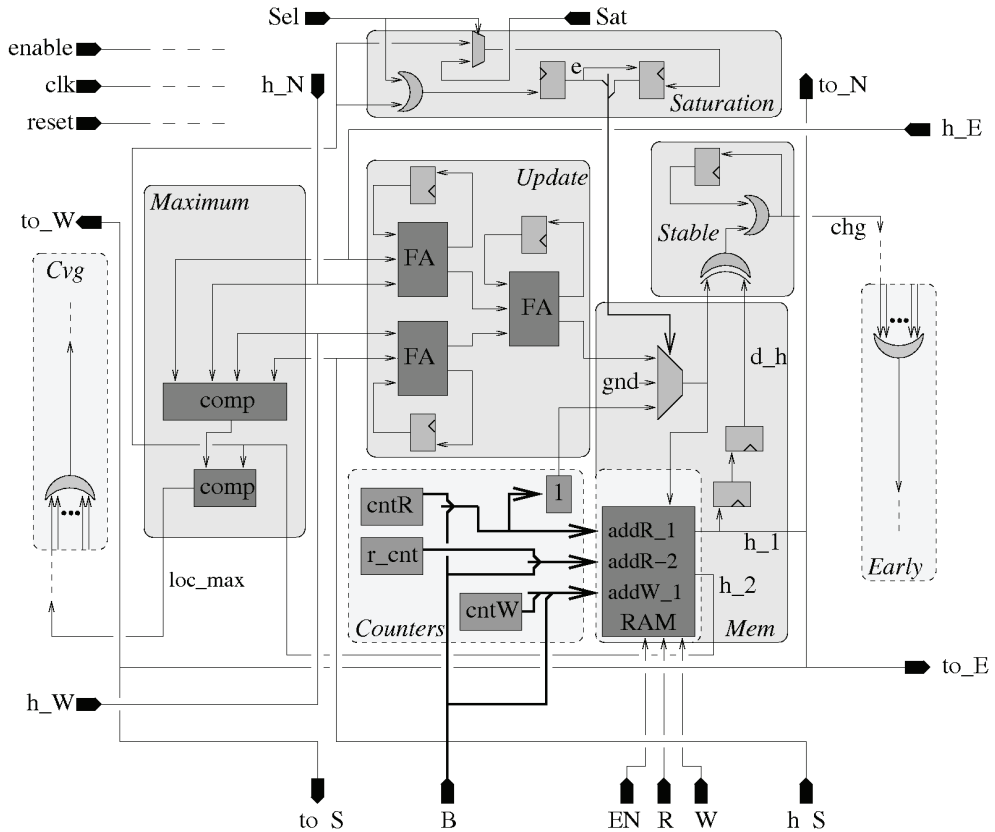 Sel
Sat
enable
clk
reset
h_N
e
Saturation
to_N
h_E
Maximum
Update
Stable
to_W
chg
Cvg
FA
FA
FA
d_h
gnd
comp
comp
1
cntR
addR_1
h_1
r_cnt
addR-2
Early
loc_max
h_2
cntW
addW_1
Counters
RAM
Mem
to_E
h_W
to_S
B
EN
R
W
h_S